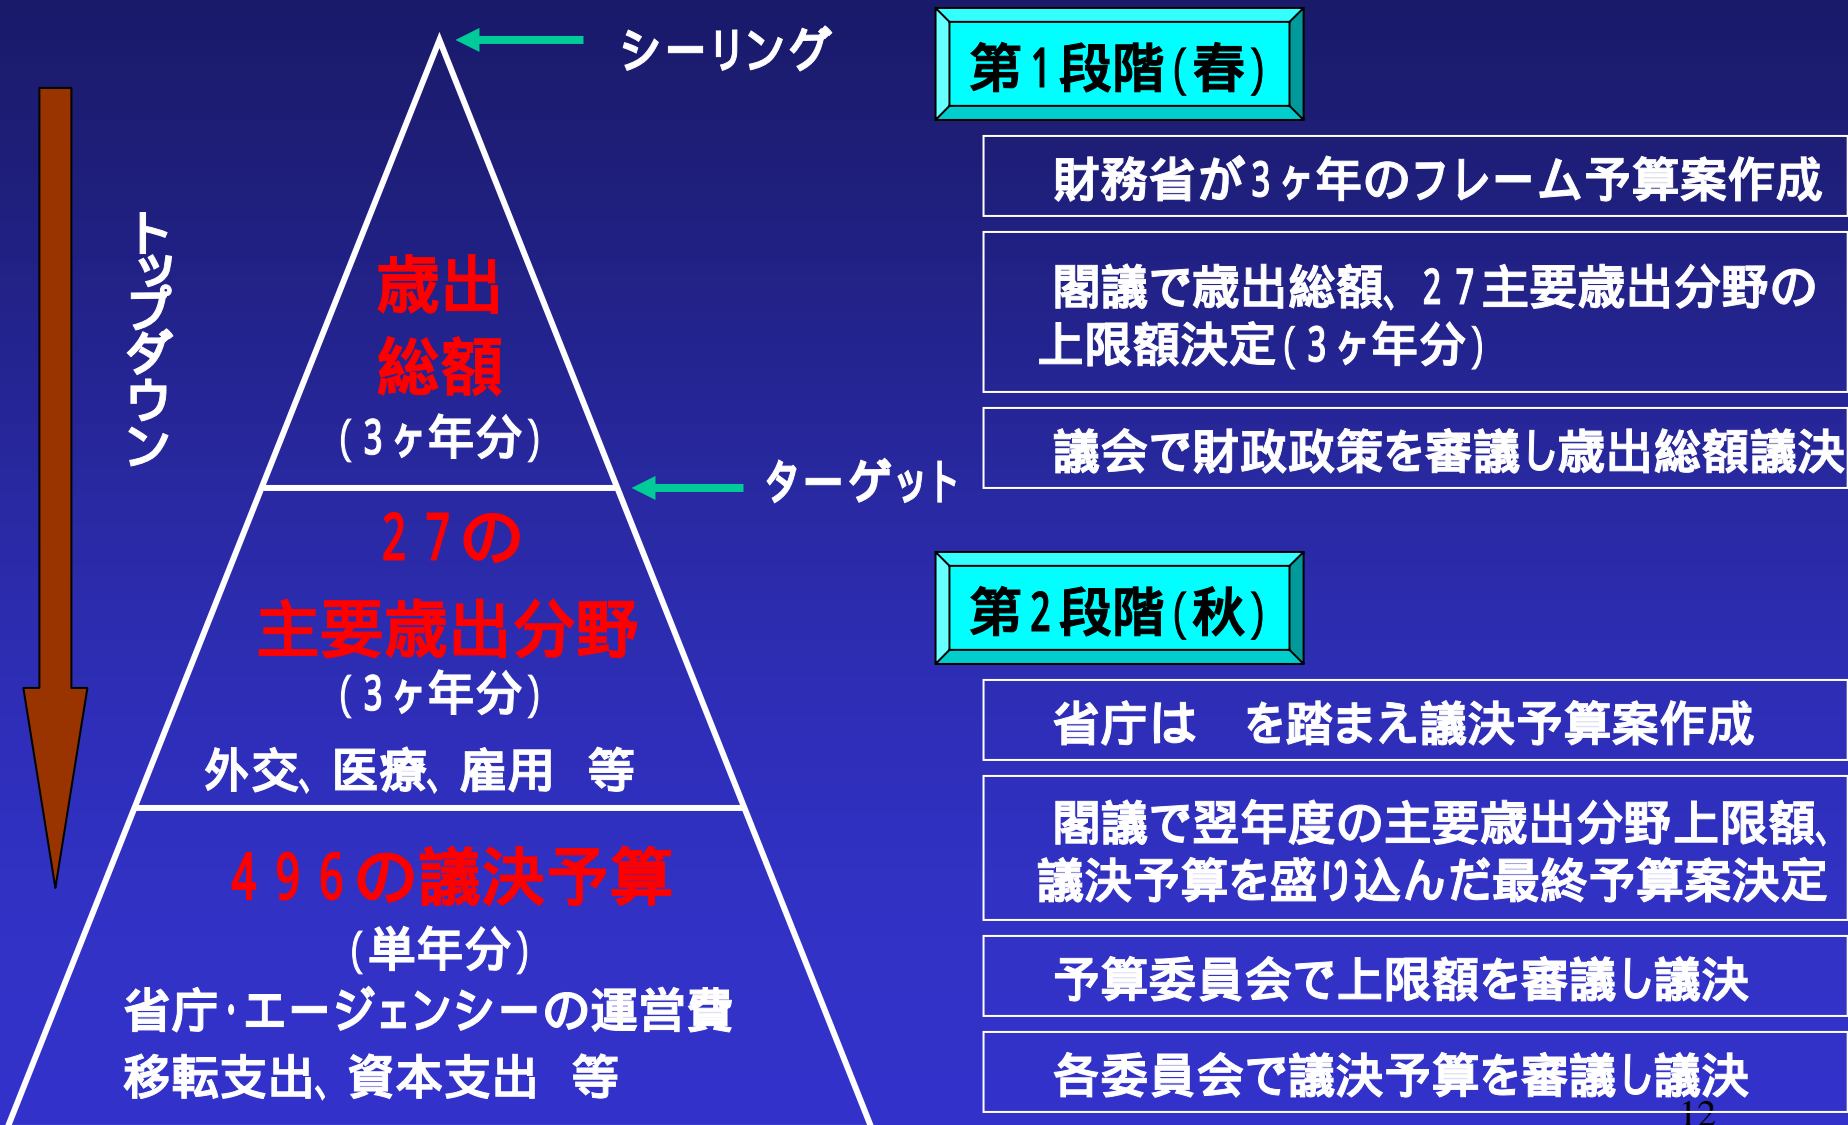 シーリング
トップダウン
歳出
総額
(3ヶ年分)
ターゲット
27の
主要歳出分野
(3ヶ年分)
外交、医療、雇用 等
496の議決予算
(単年分)
省庁・エージェンシーの運営費
移転支出、資本支出 等
第1段階(春)
財務省が3ヶ年のフレーム予算案作成
閣議で歳出総額、27主要歳出分野の
上限額決定(3ヶ年分)
議会で財政政策を審議し歳出総額議決
第2段階(秋)
省庁は を踏まえ議決予算案作成
閣議で翌年度の主要歳出分野上限額、
議決予算を盛り込んだ最終予算案決定
予算委員会で上限額を審議し議決
各委員会で議決予算を審議し議決
12